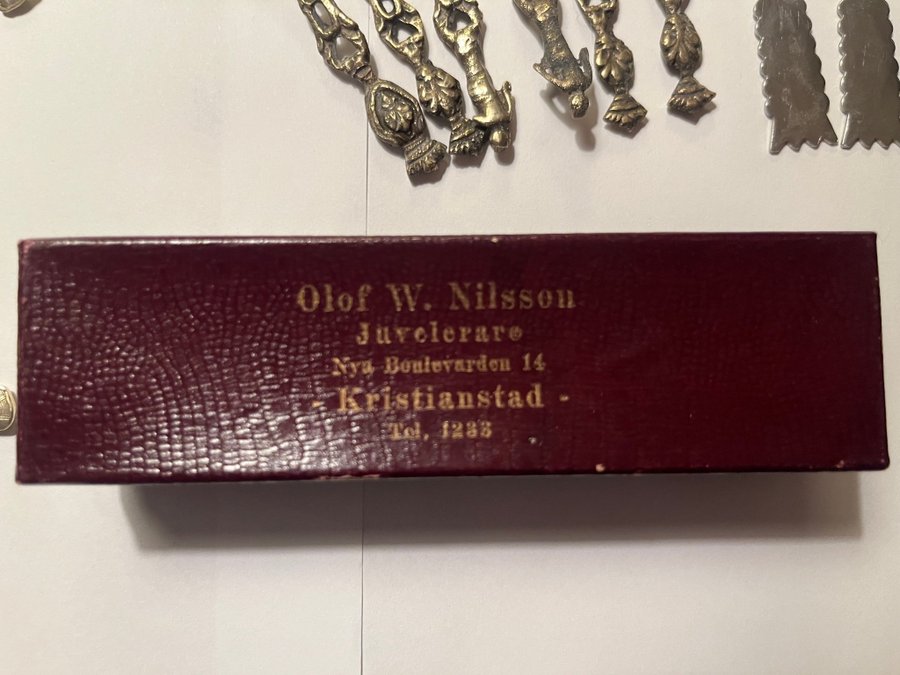 Olof W. Nilsson
Juvelerare
Nya Boulevarden 14
- Kristianstad -
Tel. 1233